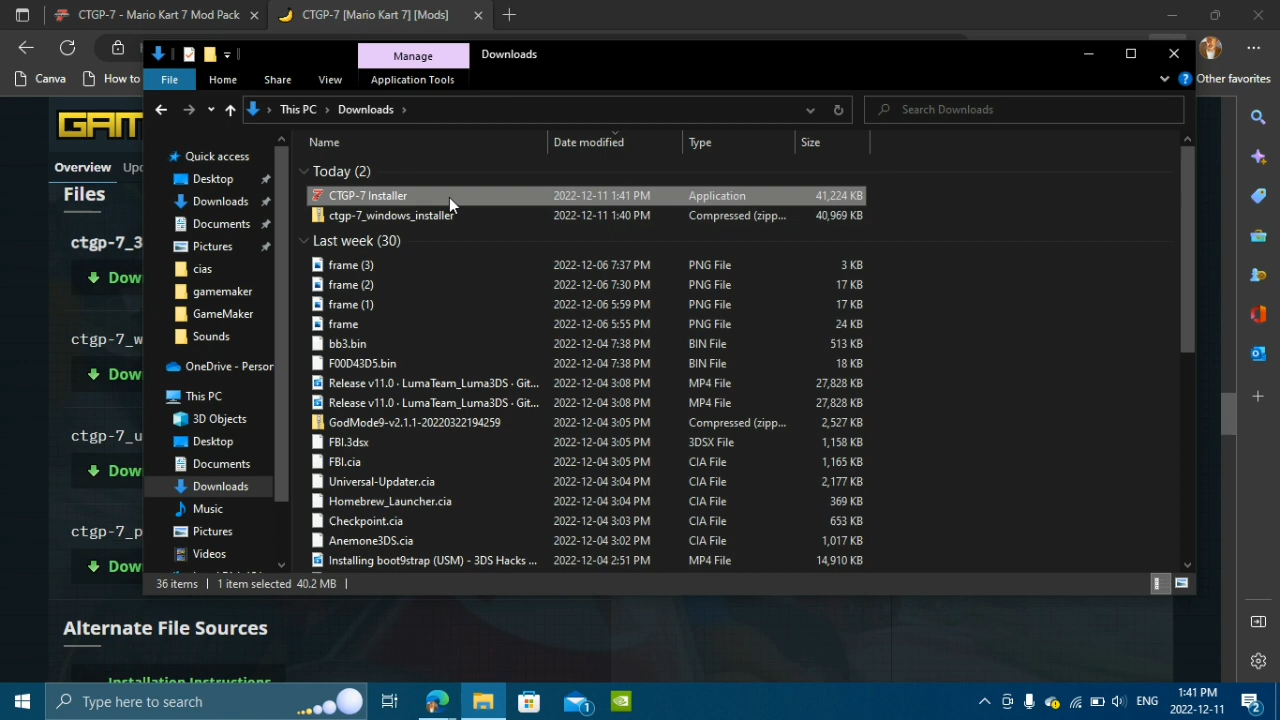 CTGP-7 - Mario Kart 7 Mod Pack
CTGP-7 [Mario Kart 7] [Mods]
Canva
How to
Other favorites
Manage
Downloads
File
Home
Share
View
Application Tools
This PC
Downloads
Search Downloads
Name
Date modified
Type
Size
Quick access
Desktop
Downloads
Documents
Pictures
cias
gamemaker
GameMaker
Sounds
OneDrive - Person
This PC
3D Objects
Desktop
Documents
Downloads
Music
Pictures
Videos
Today (2)
CTGP-7 Installer 2022-12-11 1:41 PM Application 41,224 KB
ctgp-7_windows_installer 2022-12-11 1:40 PM Compressed (zipp... 40,969 KB
Last week (30)
frame (3) 2022-12-06 7:37 PM PNG File 3 KB
frame (2) 2022-12-06 7:30 PM PNG File 17 KB
frame (1) 2022-12-06 5:59 PM PNG File 17 KB
frame 2022-12-06 5:55 PM PNG File 24 KB
bb3.bin 2022-12-04 7:38 PM BIN File 513 KB
F00D43D5.bin 2022-12-04 7:38 PM BIN File 18 KB
Release v11.0 · LumaTeam_Luma3DS · Git... 2022-12-04 3:08 PM MP4 File 27,828 KB
Release v11.0 · LumaTeam_Luma3DS · Git... 2022-12-04 3:08 PM MP4 File 27,828 KB
GodMode9-v2.1.1-20220322194259 2022-12-04 3:05 PM Compressed (zipp... 2,527 KB
FBI.3dsx 2022-12-04 3:05 PM 3DSX File 1,158 KB
FBI.cia 2022-12-04 3:05 PM CIA File 1,165 KB
Universal-Updater.cia 2022-12-04 3:04 PM CIA File 2,177 KB
Homebrew_Launcher.cia 2022-12-04 3:04 PM CIA File 369 KB
Checkpoint.cia 2022-12-04 3:03 PM CIA File 653 KB
Anemone3DS.cia 2022-12-04 3:02 PM CIA File 1,017 KB
Installing boot9strap (USM) - 3DS Hacks ... 2022-12-04 2:51 PM MP4 File 14,910 KB
36 items
1 item selected 40.2 MB
GAM
Overview
Up
Files
ctgp-7_3
Dow
ctgp-7_w
Dow
ctgp-7_u
Dow
ctgp-7_p
Dow
Alternate File Sources
Installation Instructions
Type here to search
1
ENG
1:41 PM
2022-12-11
2